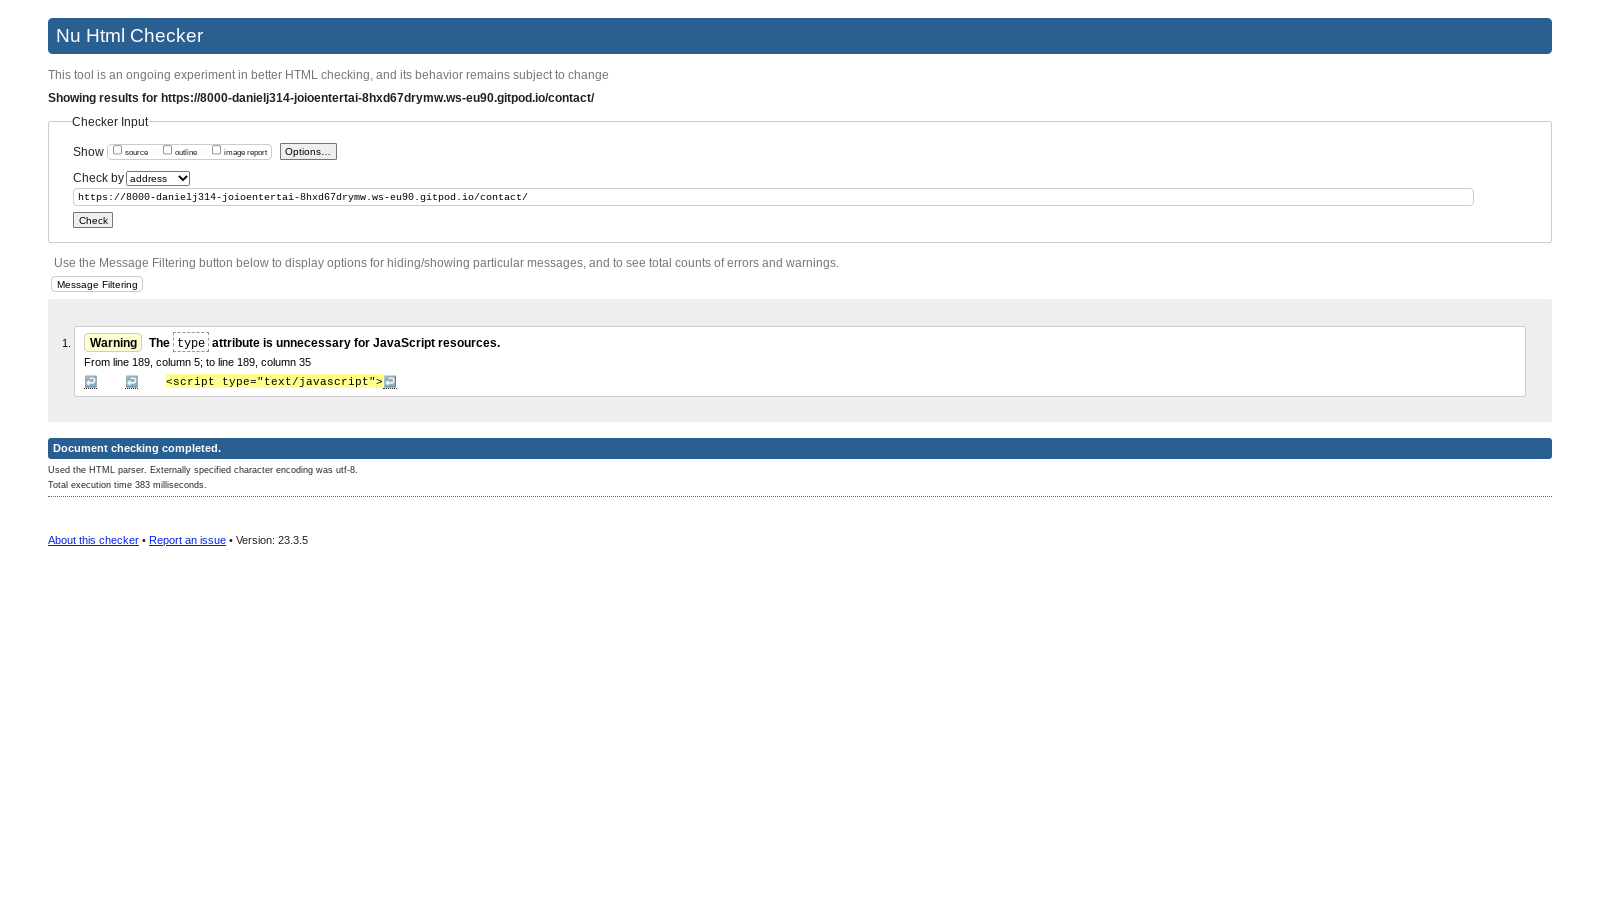 Nu Html Checker
This tool is an ongoing experiment in better HTML checking, and its behavior remains subject to change
Showing results for https://8000-danielj314-joioentertai-8hxd67drymw.ws-eu90.gitpod.io/contact/
Checker Input
Show source outline image report Options...
Check by address
https://8000-danielj314-joioentertai-8hxd67drymw.ws-eu90.gitpod.io/contact/
Check
Use the Message Filtering button below to display options for hiding/showing particular messages, and to see total counts of errors and warnings.
Message Filtering
1. Warning The type attribute is unnecessary for JavaScript resources.
From line 189, column 5; to line 189, column 35
↩ ↩ <script type="text/javascript">↩
Document checking completed.
Used the HTML parser. Externally specified character encoding was utf-8.
Total execution time 383 milliseconds.
About this checker • Report an issue • Version: 23.3.5